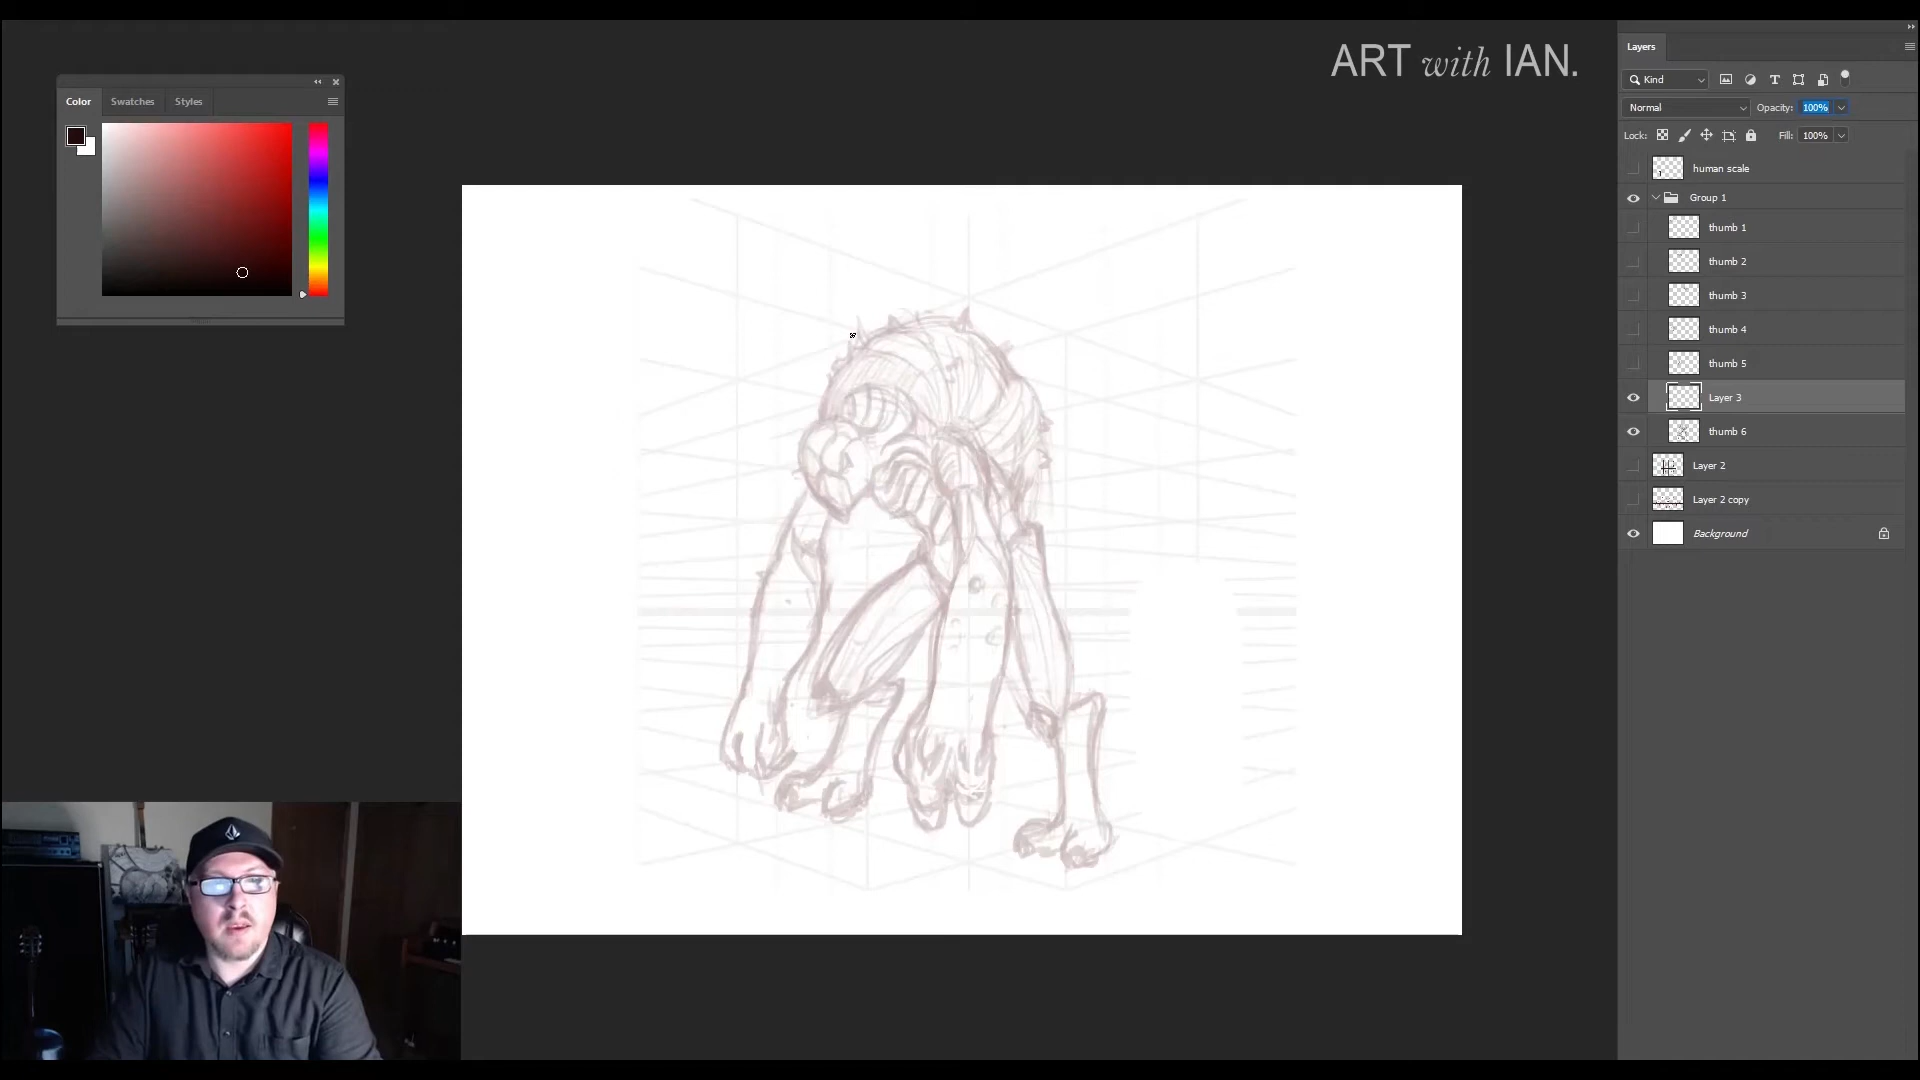 ART with IAN.
Color
Swatches
Styles
Layers
Kind
Normal
Opacity: 100%
Lock:
Fill: 100%
human scale
Group 1
thumb 1
thumb 2
thumb 3
thumb 4
thumb 5
Layer 3
thumb 6
Layer 2
Layer 2 copy
Background